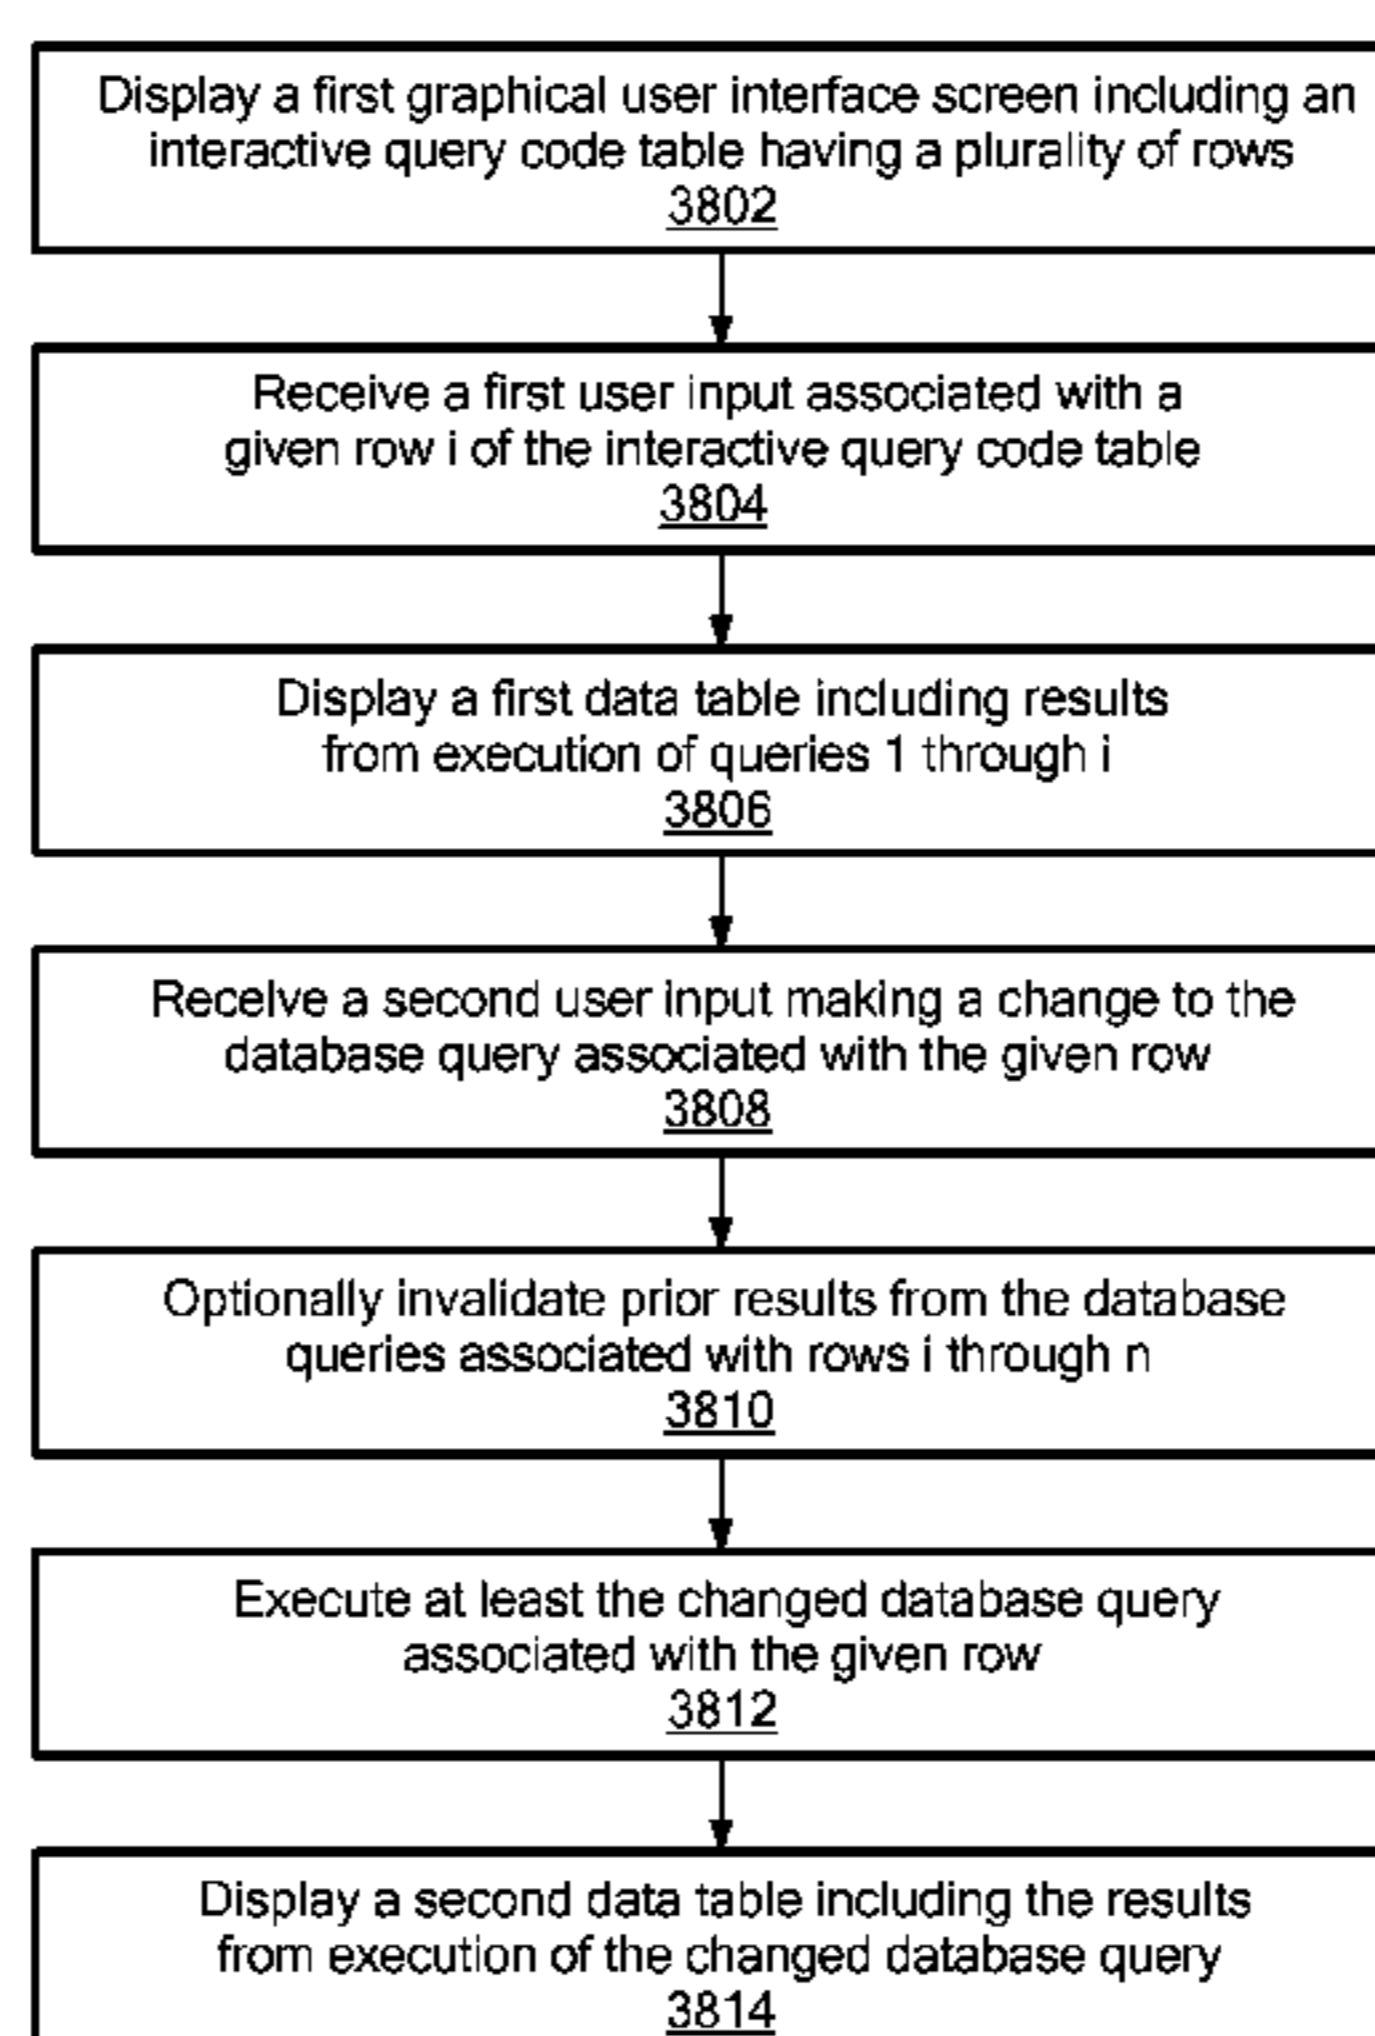 Display a first graphical user interface screen including an
interactive query code table having a plurality of rows
3802
Receive a first user input associated with a
given row i of the interactive query code table
3804
Display a first data table including results
from execution of queries 1 through i
3806
Receive a second user input making a change to the
database query associated with the given row
3808
Optionally invalidate prior results from the database
queries associated with rows i through n
3810
Execute at least the changed database query
associated with the given row
3812
Display a second data table including the results
from execution of the changed database query
3814